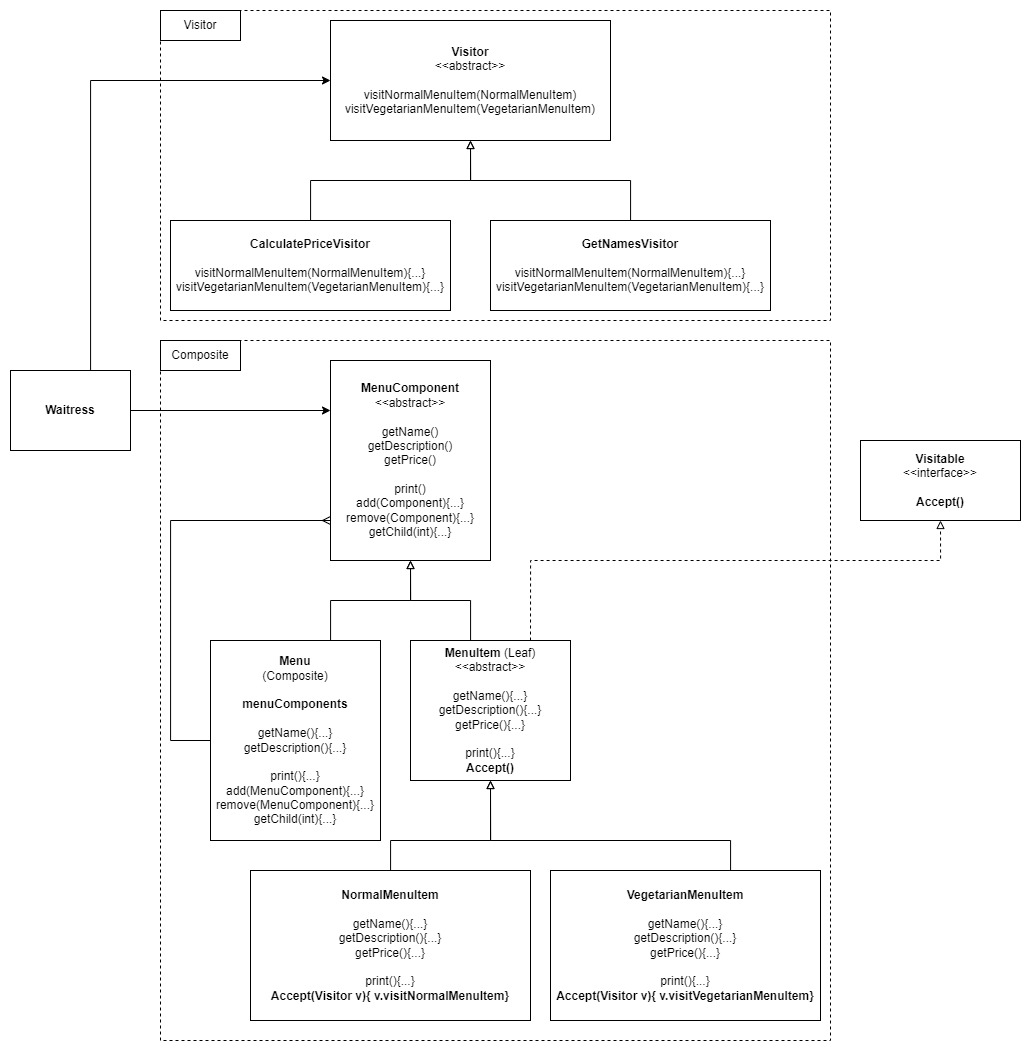 Visitor
Visitor
<<abstract>>
visitNormalMenuItem(NormalMenuItem)
visitVegetarianMenuItem(VegetarianMenuItem)
CalculatePriceVisitor
visitNormalMenuItem(NormalMenuItem){...}
visitVegetarianMenuItem(VegetarianMenuItem){...}
GetNamesVisitor
visitNormalMenuItem(NormalMenuItem){...}
visitVegetarianMenuItem(VegetarianMenuItem){...}
Composite
Waitress
MenuComponent
<<abstract>>
getName()
getDescription()
getPrice()
print()
add(Component){...}
remove(Component){...}
getChild(int){...}
Visitable
<<interface>>
Accept()
Menu
(Composite)
menuComponents
getName(){...}
getDescription(){...}
print(){...}
add(MenuComponent){...}
remove(MenuComponent){...}
getChild(int){...}
MenuItem (Leaf)
<<abstract>>
getName(){...}
getDescription(){...}
getPrice(){...}
print(){...}
Accept()
NormalMenuItem
getName(){...}
getDescription(){...}
getPrice(){...}
print(){...}
Accept(Visitor v){ v.visitNormalMenuItem}
VegetarianMenuItem
getName(){...}
getDescription(){...}
getPrice(){...}
print(){...}
Accept(Visitor v){ v.visitVegetarianMenuItem}